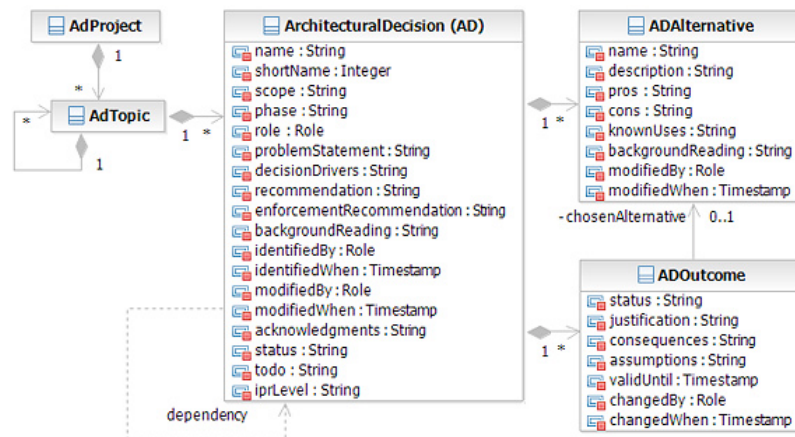 AdProject
1
*
AdTopic
*
1
1
*
ArchitecturalDecision (AD)
name : String
shortName : Integer
scope : String
phase : String
role : Role
problemStatement : String
decisionDrivers : String
recommendation : String
enforcementRecommendation : String
backgroundReading : String
identifiedBy : Role
identifiedWhen : Timestamp
modifiedBy : Role
modifiedWhen : Timestamp
acknowledgments : String
status : String
todo : String
iprLevel : String
dependency
1 *
ADAlternative
name : String
description : String
pros : String
cons : String
knownUses : String
backgroundReading : String
modifiedBy : Role
modifiedWhen : Timestamp
- chosenAlternative 0..1
1 *
ADOutcome
status : String
justification : String
consequences : String
assumptions : String
validUntil : Timestamp
changedBy : Role
changedWhen : Timestamp